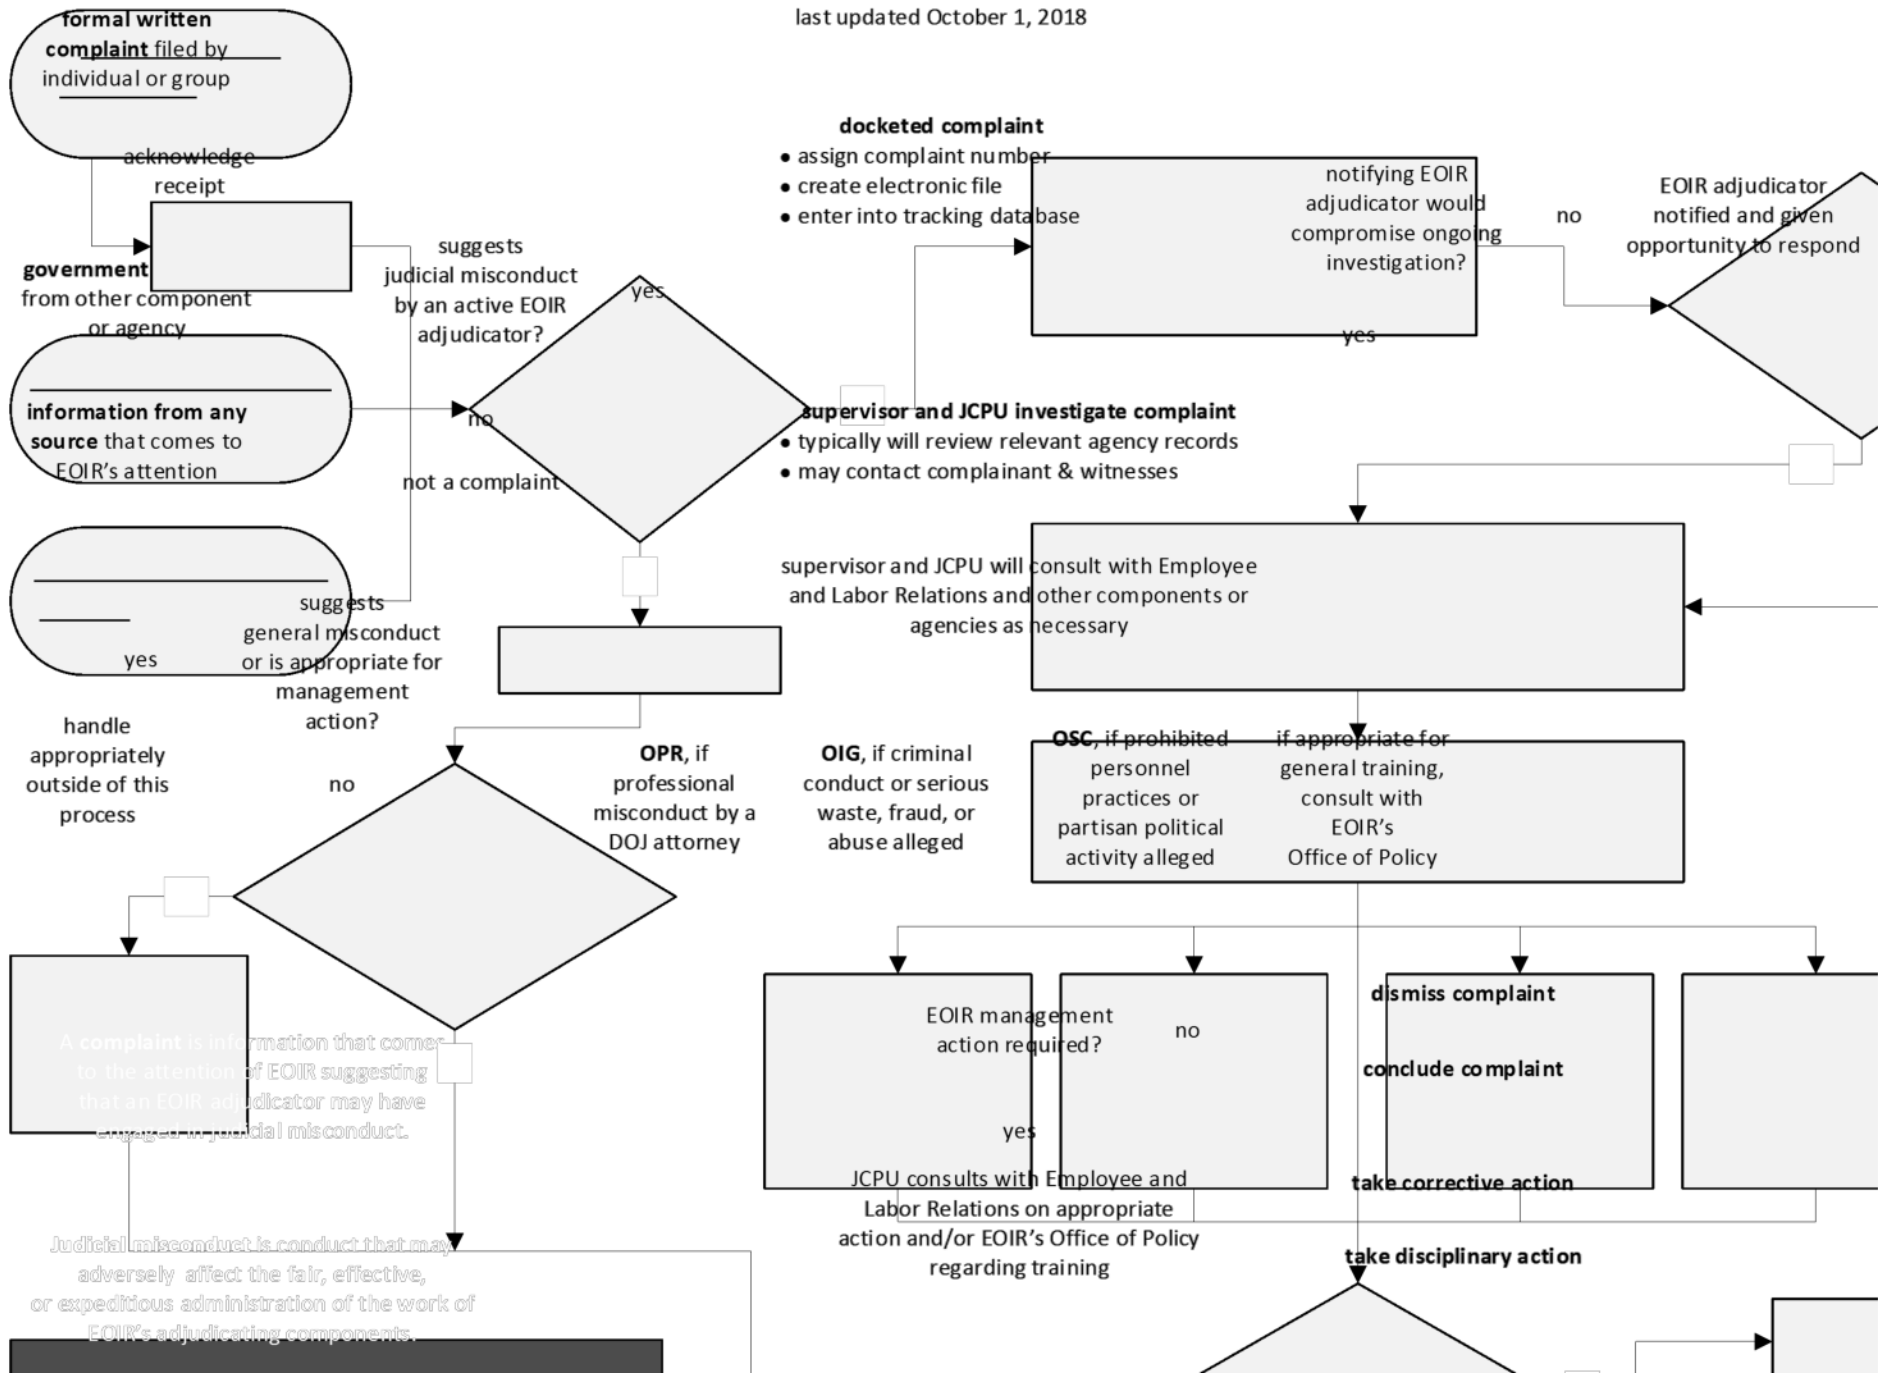 last updated October 1, 2018
formal written
complaint filed by
individual or group
acknowledge
receipt
government
from other component
or agency
information from any
source that comes to
EOIR's attention
suggests
judicial misconduct
by an active EOIR
adjudicator?
yes
no
not a complaint
docketed complaint
• assign complaint number
• create electronic file
• enter into tracking database
notifying EOIR
adjudicator would
compromise ongoing
investigation?
yes
no
EOIR adjudicator
notified and given
opportunity to respond
supervisor and JCPU investigate complaint
• typically will review relevant agency records
• may contact complainant & witnesses
supervisor and JCPU will consult with Employee
and Labor Relations and other components or
agencies as necessary
suggests
general misconduct
or is appropriate for
management
action?
yes
handle
appropriately
outside of this
process
no
OPR, if
professional
misconduct by a
DOJ attorney
OIG, if criminal
conduct or serious
waste, fraud, or
abuse alleged
OSC, if prohibited
personnel
practices or
partisan political
activity alleged
if appropriate for
general training,
consult with
EOIR's
Office of Policy
EOIR management
action required?
no
yes
JCPU consults with Employee and
Labor Relations on appropriate
action and/or EOIR's Office of Policy
regarding training
dismiss complaint
conclude complaint
take corrective action
take disciplinary action
A complaint is information that comes
to the attention of EOIR suggesting
that an EOIR adjudicator may have
engaged in judicial misconduct.
Judicial misconduct is conduct that may
adversely affect the fair, effective,
or expeditious administration of the work of
EOIR's adjudicating components.